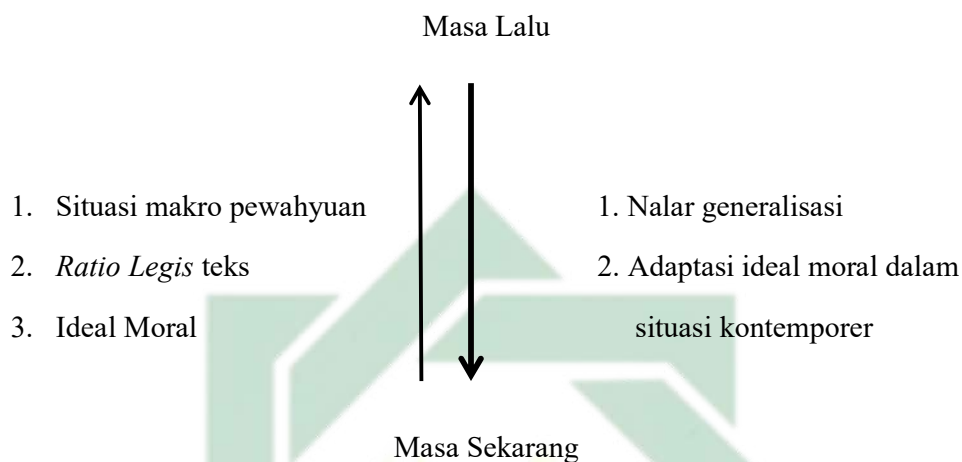 Masa Lalu
1. Situasi makro pewahyuan
2. Ratio Legis teks
3. Ideal Moral
1. Nalar generalisasi
2. Adaptasi ideal moral dalam
situasi kontemporer
Masa Sekarang